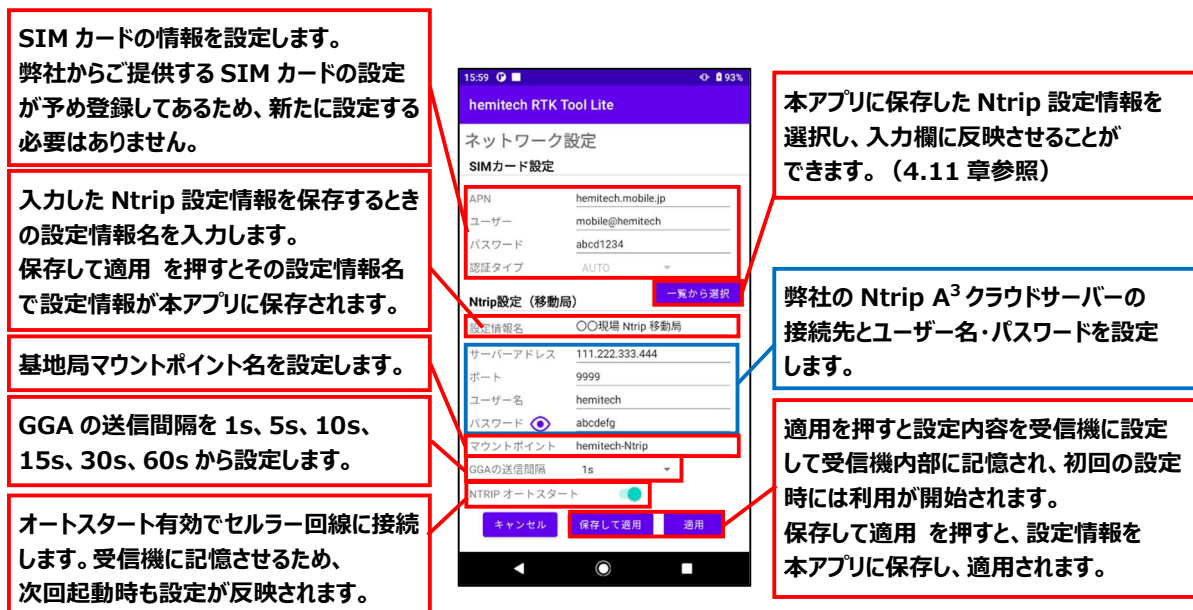 SIM カードの情報を設定します。
弊社からご提供する SIM カードの設定
が予め登録してあるため、新たに設定する
必要はありません。
入力した Ntrip 設定情報を保存するとき
の設定情報名を入力します。
保存して適用 を押すとその設定情報名
で設定情報が本アプリに保存されます。
基地局マウントポイント名を設定します。
GGA の送信間隔を 1s、5s、10s、
15s、30s、60s から設定します。
オートスタート有効でセルラー回線に接続
します。受信機に記憶させるため、
次回起動時も設定が反映されます。
15:59 93%
hemitech RTK Tool Lite
ネットワーク設定
SIMカード設定
APN hemitech.mobile.jp
ユーザー mobile@hemitech
パスワード abcd1234
認証タイプ AUTO
一覧から選択
Ntrip設定（移動局）
設定情報名 〇〇現場 Ntrip 移動局
サーバーアドレス 111.222.333.444
ポート 9999
ユーザー名 hemitech
パスワード abcdefg
マウントポイント hemitech-Ntrip
GGAの送信間隔 1s
NTRIP オートスタート
キャンセル 保存して適用 適用
本アプリに保存した Ntrip 設定情報を
選択し、入力欄に反映させることが
できます。（4.11 章参照）
弊社の Ntrip A³ クラウドサーバーの
接続先とユーザー名・パスワードを設定
します。
適用を押すと設定内容を受信機に設定
して受信機内部に記憶され、初回の設定
時には利用が開始されます。
保存して適用 を押すと、設定情報を
本アプリに保存し、適用されます。